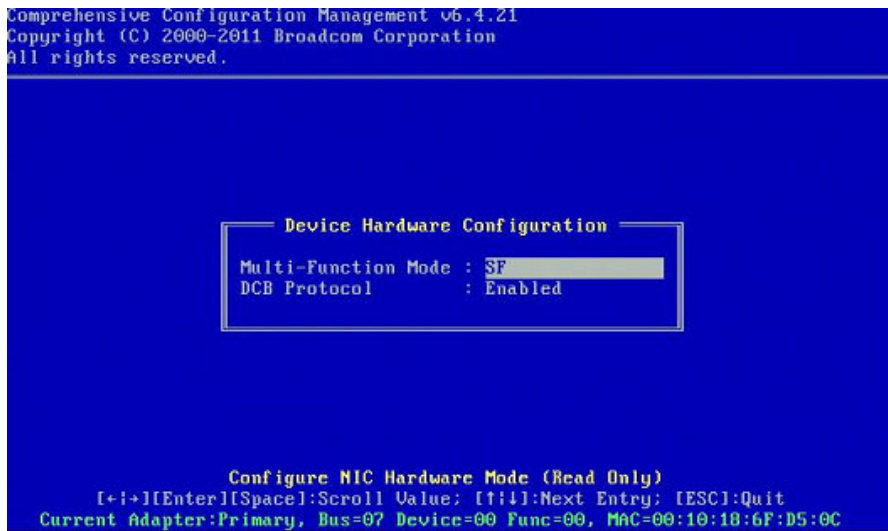 Comprehensive Configuration Management v6.4.21
Copyright (C) 2000-2011 Broadcom Corporation
All rights reserved.
Device Hardware Configuration
Multi-Function Mode : SF
DCB Protocol : Enabled
Configure NIC Hardware Mode (Read Only)
[←|→][Enter][Space]:Scroll Value; [↑|↓]:Next Entry; [ESC]:Quit
Current Adapter:Primary, Bus=07 Device=00 Func=00, MAC=00:10:18:6F:D5:0C